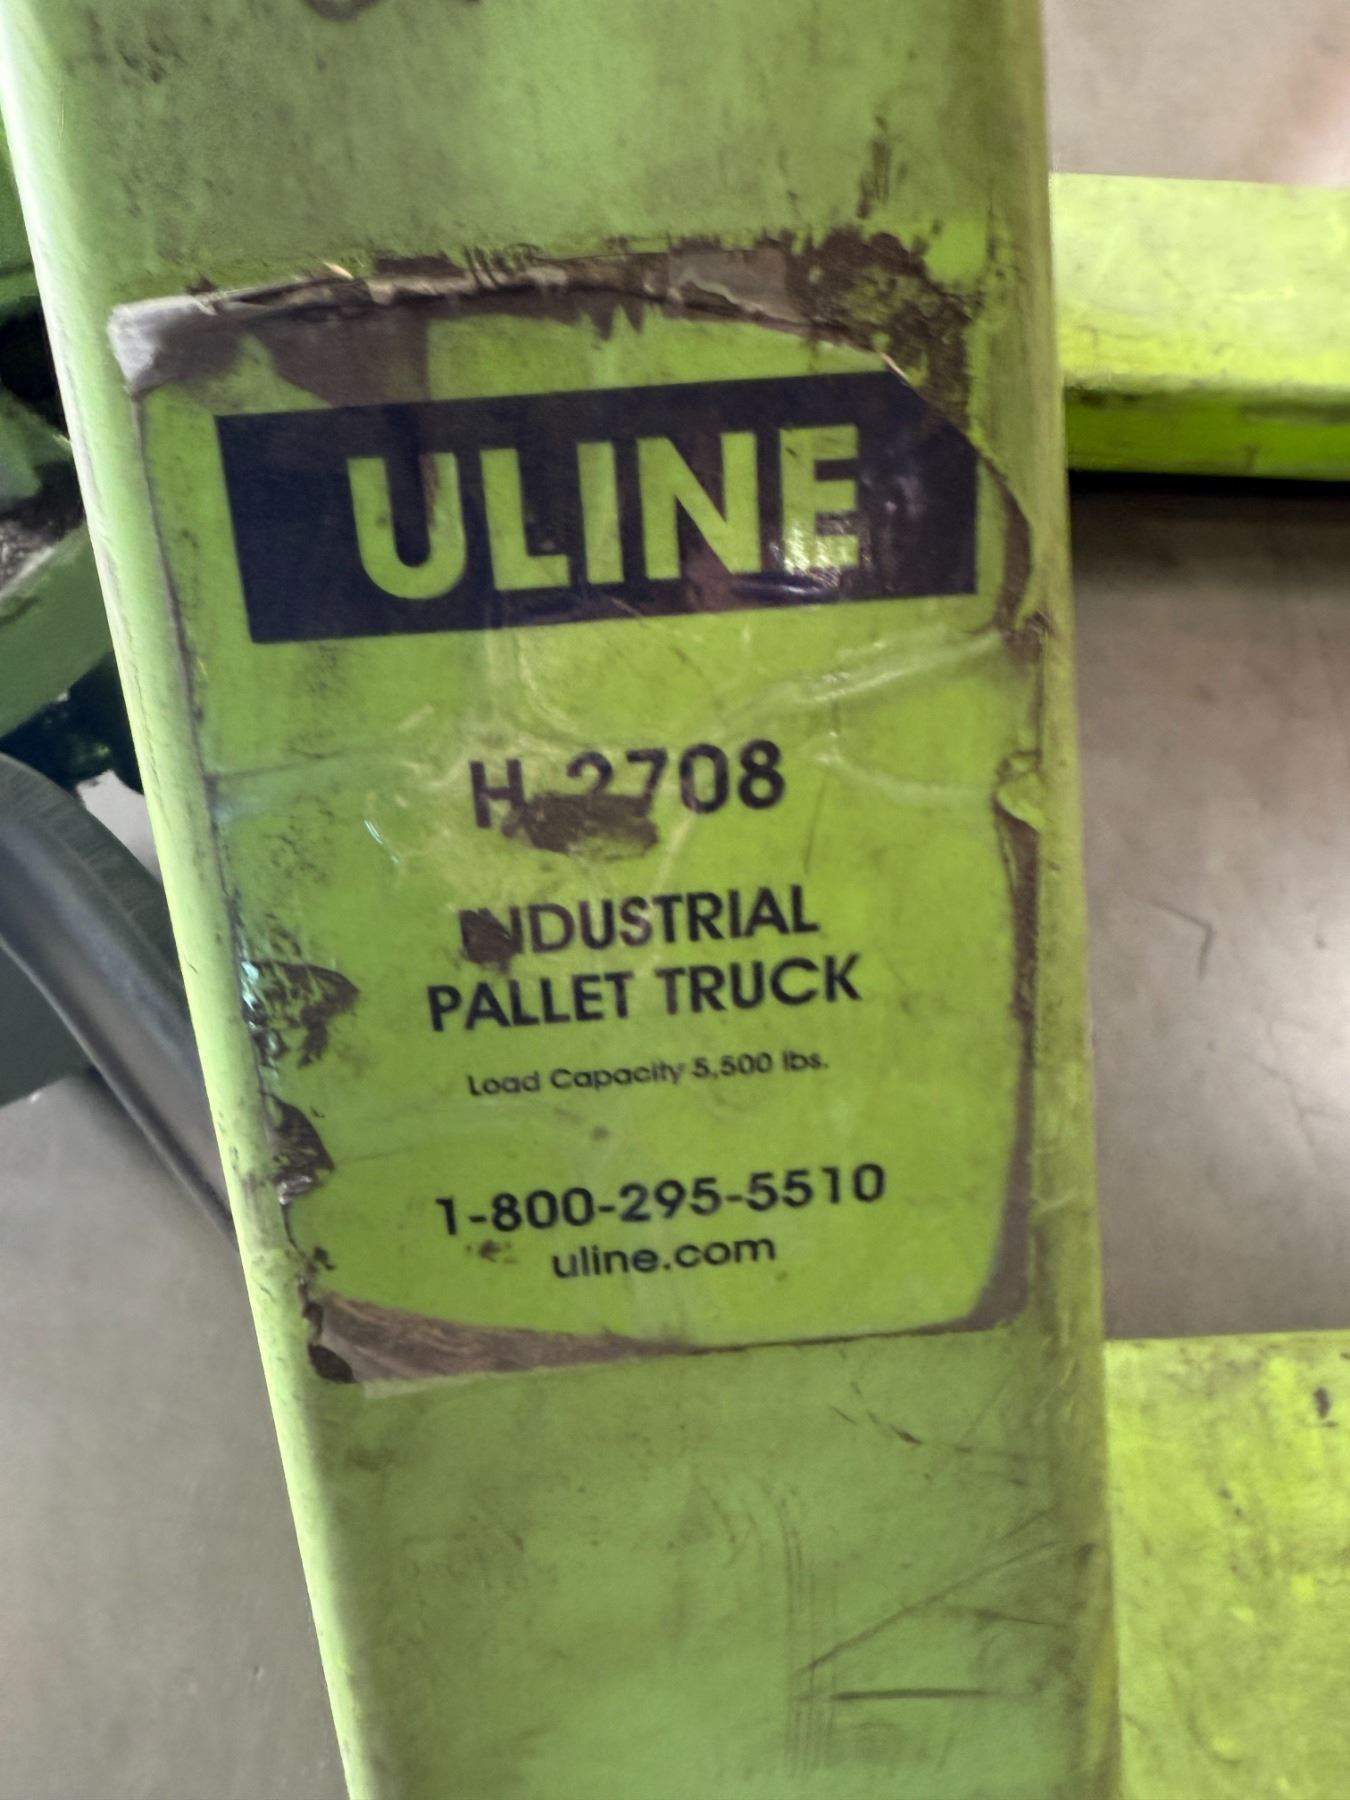 ULINE
H-2708
INDUSTRIAL
PALLET TRUCK
Load Capacity 5,500 lbs.
1-800-295-5510
uline.com